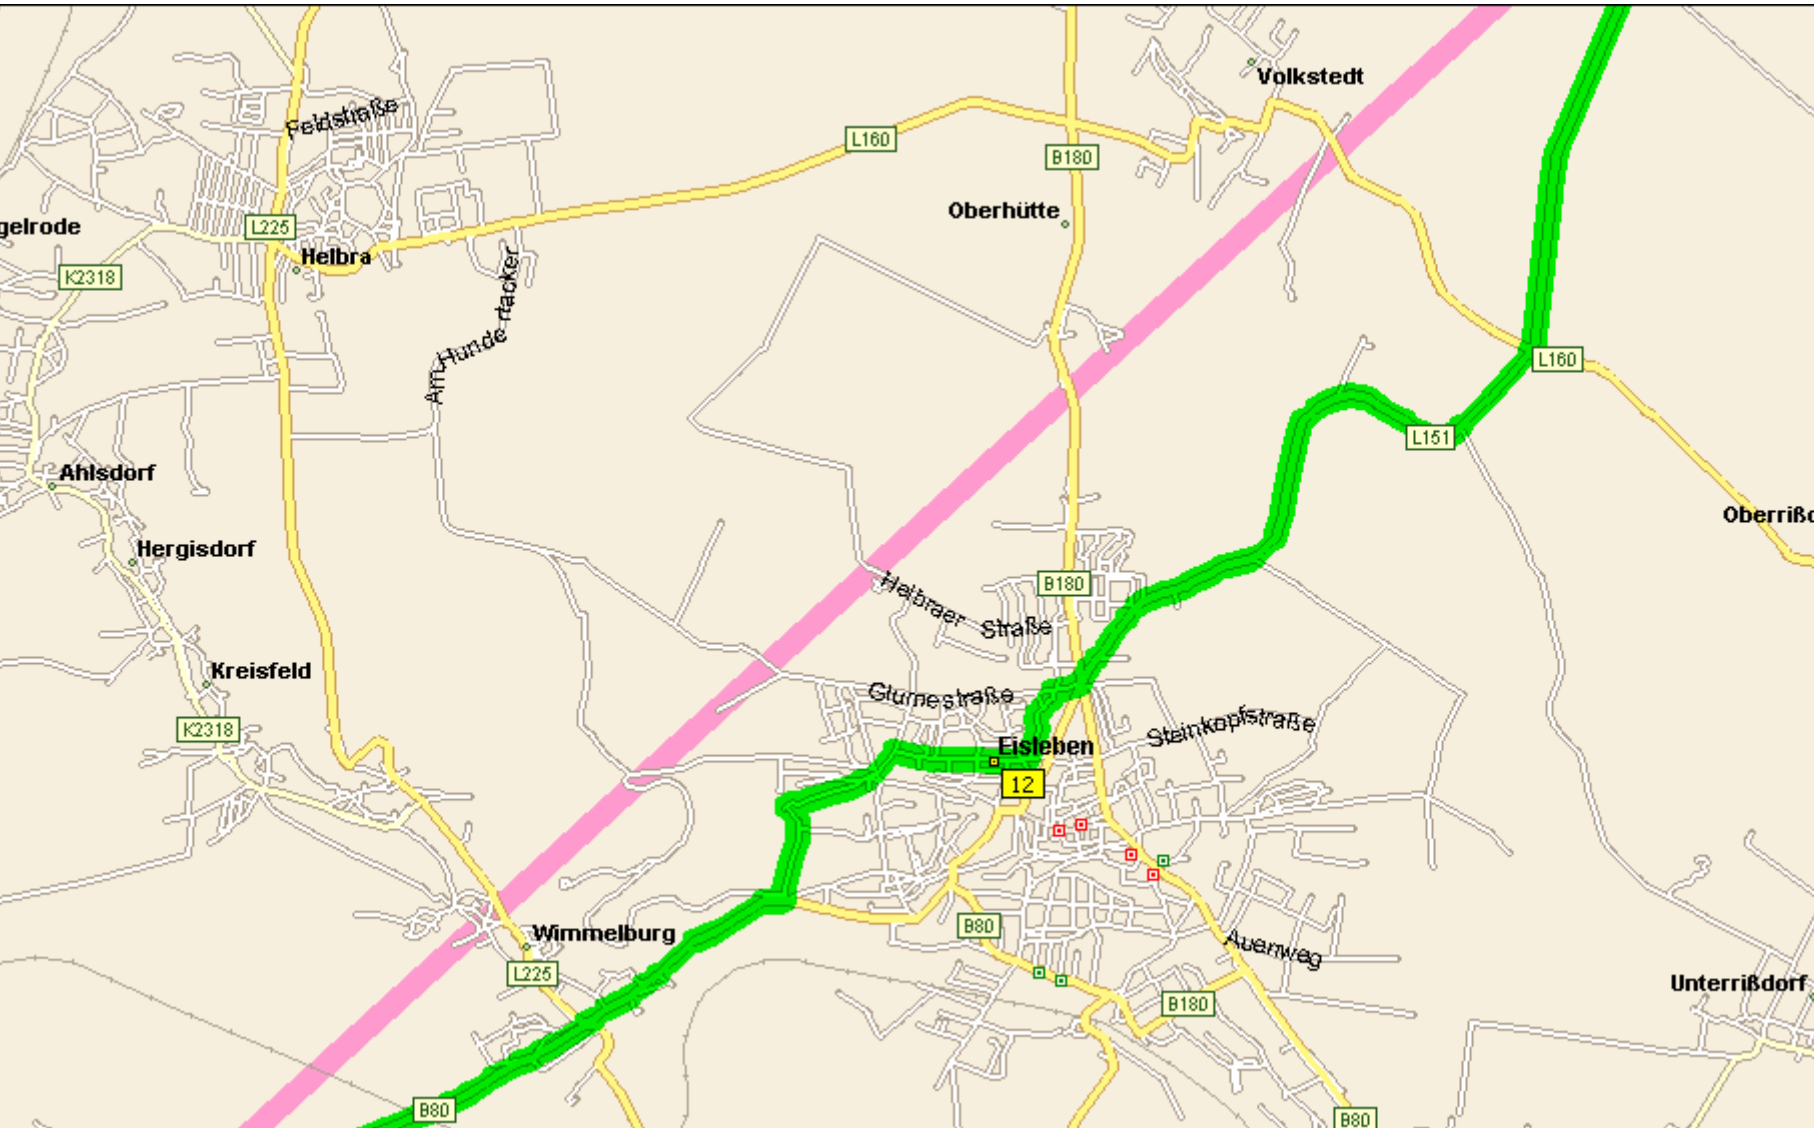 Volkstedt
Feldstraße
L160
B180
Oberhütte
gelrode
L225
Helbra
K2318
Am Hunde rtacker
L160
L151
Ahlsdorf
Oberriß
Hergisdorf
B180
Helbraer Straße
Kreisfeld
Glumestraße
K2318
Steinkopfstraße
Eisleben
12
Wimmelburg
B80
Auenweg
L225
Unterrißdorf
B180
B80
B80